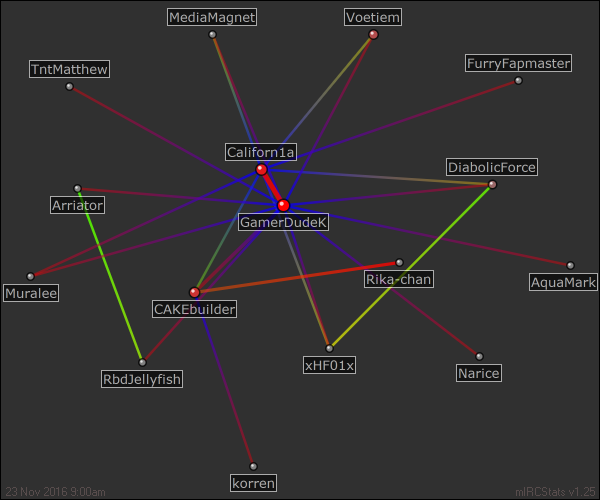 MediaMagnet
Voetiem
TntMatthew
FurryFapmaster
Californ1a
DiabolicForce
Arriator
GamerDudeK
Muralee
Rika-chan
AquaMark
CAKEbuilder
RbdJellyfish
xHF01x
Narice
korren
23 Nov 2016 9:00am
mIRCStats v1.25